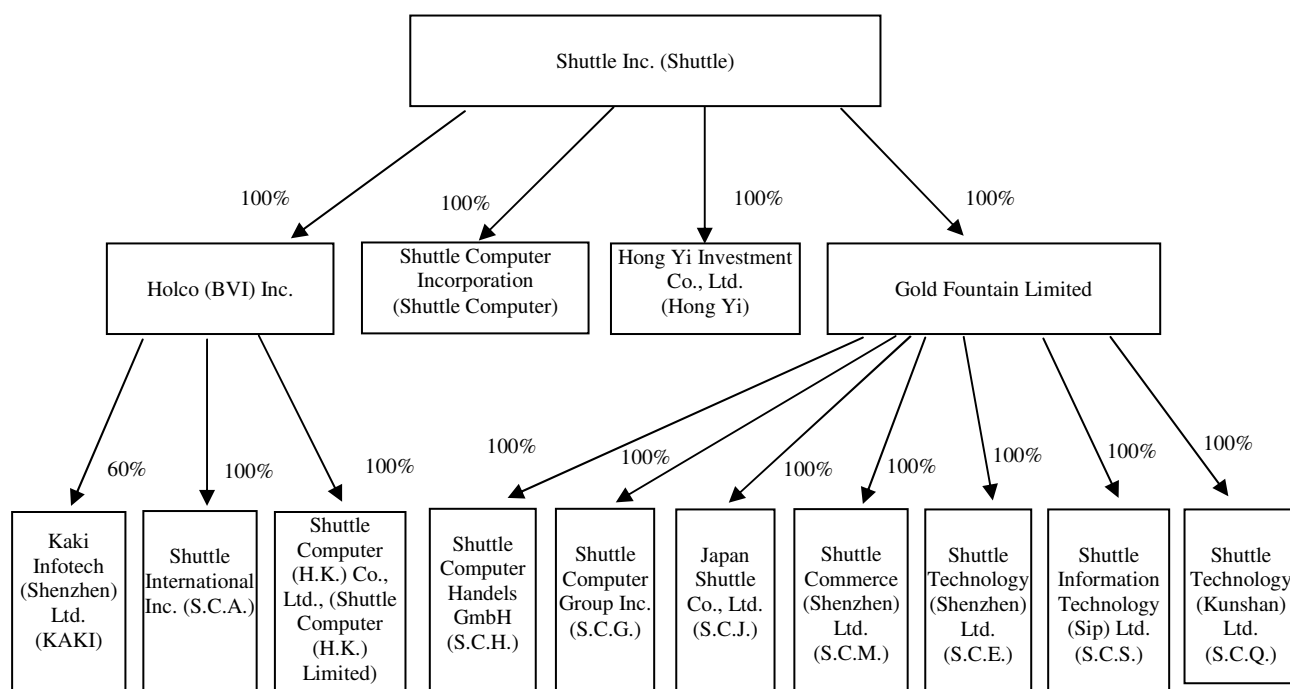 Shuttle Inc. (Shuttle)
100%
100%
100%
100%
Holco (BVI) Inc.
Shuttle Computer
Incorporation
(Shuttle Computer)
Hong Yi Investment
Co., Ltd.
(Hong Yi)
Gold Fountain Limited
60%
100%
100%
100%
100%
100%
100%
100%
100%
100%
Kaki
Infotech
(Shenzhen)
Ltd.
(KAKI)
Shuttle
International
Inc. (S.C.A.)
Shuttle
Computer
(H.K.) Co.,
Ltd., (Shuttle
Computer
(H.K.)
Limited)
Shuttle
Computer
Handels
GmbH
(S.C.H.)
Shuttle
Computer
Group Inc.
(S.C.G.)
Japan
Shuttle
Co., Ltd.
(S.C.J.)
Shuttle
Commerce
(Shenzhen)
Ltd.
(S.C.M.)
Shuttle
Technology
(Shenzhen)
Ltd.
(S.C.E.)
Shuttle
Information
Technology
(Sip) Ltd.
(S.C.S.)
Shuttle
Technology
(Kunshan)
Ltd.
(S.C.Q.)